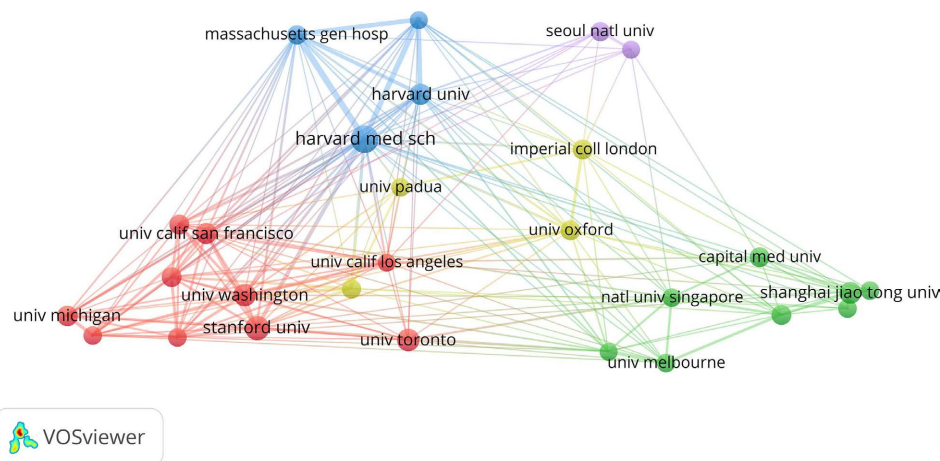 seoul natl univ
massachusetts gen hosp
harvard univ
harvard med sch
imperial coll london
univ padua
univ oxford
univ calif san francisco
capital med univ
univ calif los angeles
shanghai jiao tong univ
univ washington
natl univ singapore
univ michigan
stanford univ
univ toronto
univ melbourne
VOSviewer